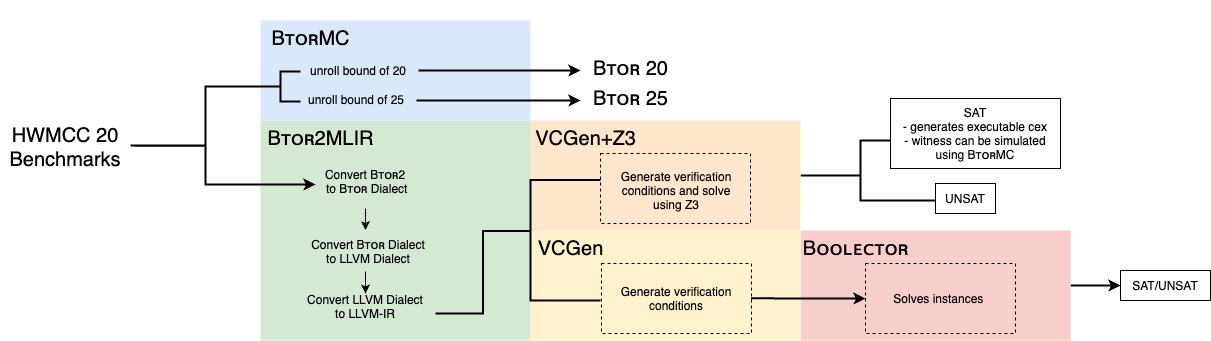 BTORMC
unroll bound of 20
BTOR 20
unroll bound of 25
BTOR 25
HWMCC 20
Benchmarks
BTOR2MLIR
Convert BTOR2
to BTOR Dialect
Convert BTOR Dialect
to LLVM Dialect
Convert LLVM Dialect
to LLVM-IR
VCGen+Z3
Generate verification
conditions and solve
using Z3
SAT
- generates executable cex
- witness can be simulated
using BTORMC
UNSAT
VCGen
Generate verification
conditions
BOOLECTOR
Solves instances
SAT/UNSAT